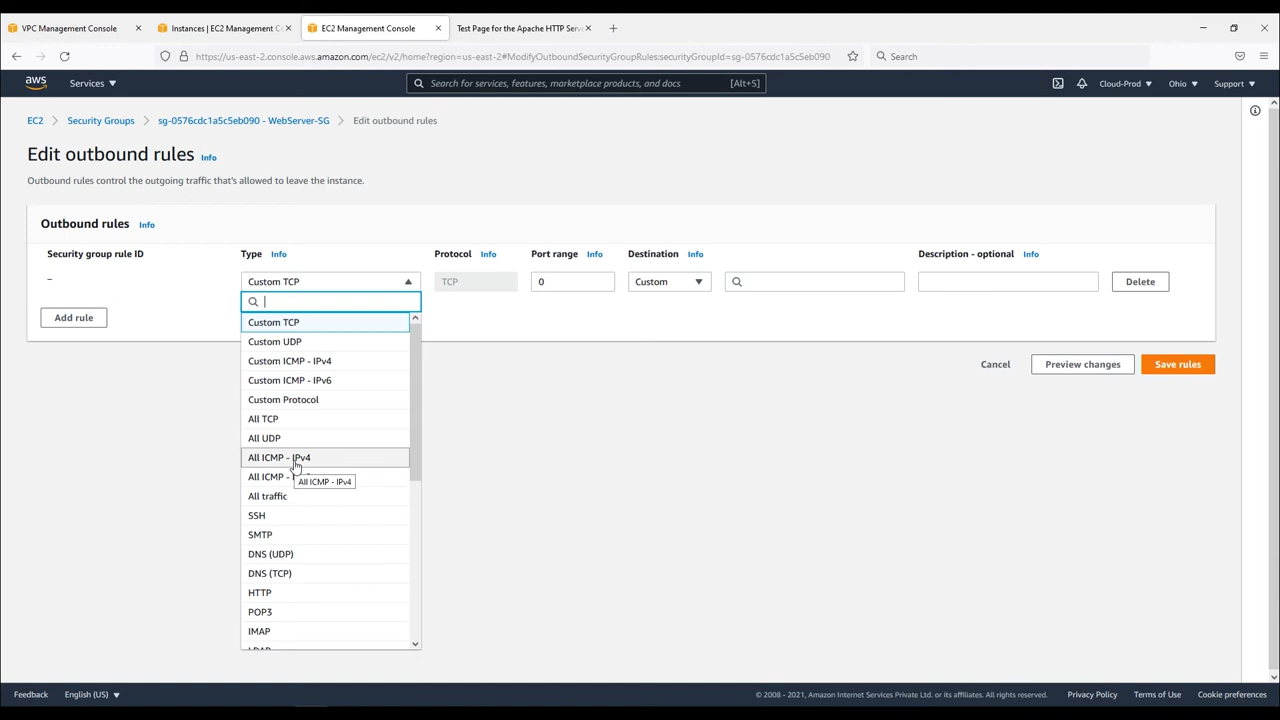 VPC Management Console
Instances | EC2 Management C
EC2 Management Console
Test Page for the Apache HTTP Serv
https://us-east-2.console.aws.amazon.com/ec2/v2/home?region=us-east-2#ModifyOutboundSecurityGroupRules:securityGroupId=sg-0576cdc1a5c5eb090
Search
aws
Services
Search for services, features, marketplace products, and docs
[Alt+S]
Cloud-Prod
Ohio
Support
EC2
Security Groups
sg-0576cdc1a5c5eb090 - WebServer-SG
Edit outbound rules
Edit outbound rules Info
Outbound rules control the outgoing traffic that's allowed to leave the instance.
Outbound rules Info
Security group rule ID
Type Info
Protocol Info
Port range Info
Destination Info
Description - optional Info
–
Custom TCP
TCP
0
Custom
Delete
Add rule
Custom TCP
Custom UDP
Custom ICMP - IPv4
Custom ICMP - IPv6
Custom Protocol
All TCP
All UDP
All ICMP - IPv4
All ICMP -
All ICMP - IPv4
All traffic
SSH
SMTP
DNS (UDP)
DNS (TCP)
HTTP
POP3
IMAP
LDAP
Cancel
Preview changes
Save rules
Feedback
English (US)
© 2008 - 2021, Amazon Internet Services Private Ltd. or its affiliates. All rights reserved.
Privacy Policy
Terms of Use
Cookie preferences